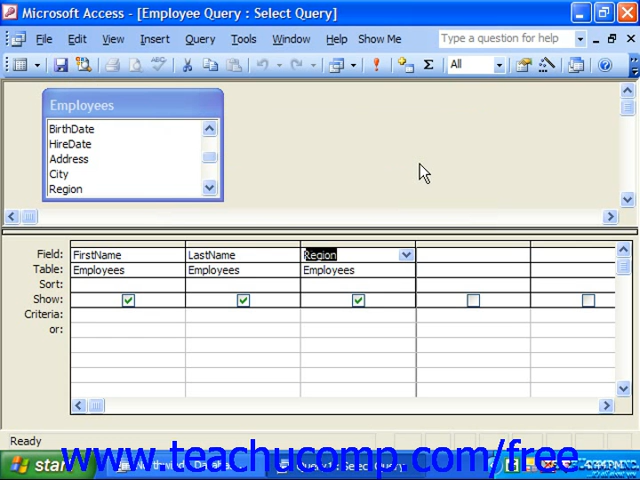 Microsoft Access - [Employee Query : Select Query]
File Edit View Insert Query Tools Window Help Show Me Type a question for help
All
Employees
BirthDate
HireDate
Address
City
Region
Field: FirstName LastName Region
Table: Employees Employees Employees
Sort:
Show:
Criteria:
or:
Ready
www.teachucomp.com/free
start